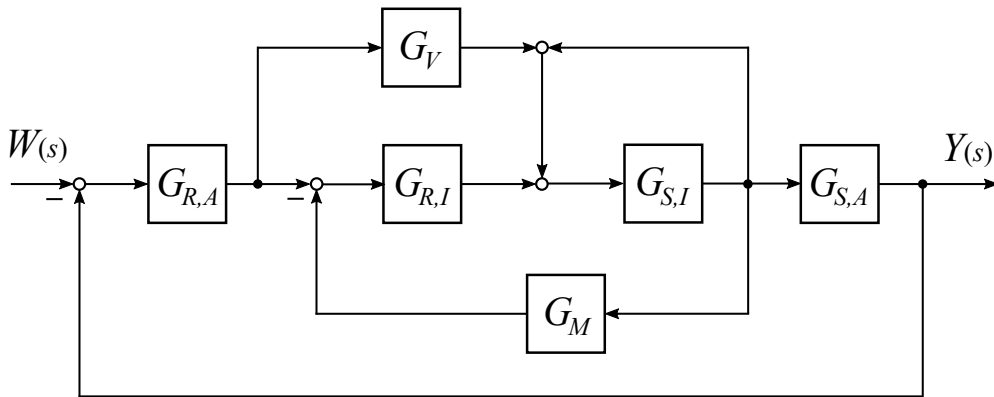 G_V
W(s)
G_{R,A}
G_{R,I}
G_{S,I}
G_{S,A}
Y(s)
−
−
G_M